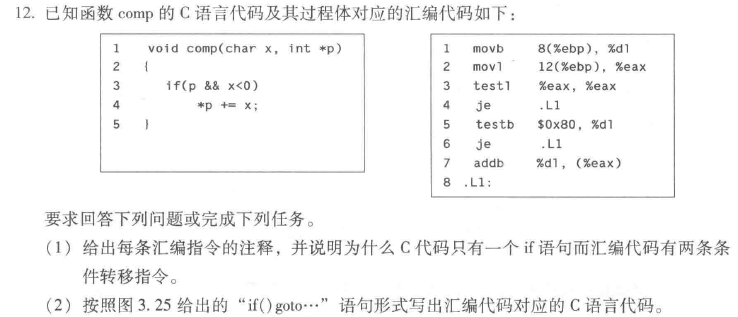 12. 已知函数 comp 的 C 语言代码及其过程体对应的汇编代码如下：
1 void comp(char x, int *p)
2 {
3 if(p && x<0)
4 *p += x;
5 }
1 movb 8(%ebp), %dl
2 movl 12(%ebp), %eax
3 testl %eax, %eax
4 je .L1
5 testb $0x80, %dl
6 je .L1
7 addb %dl, (%eax)
8 .L1:
要求回答下列问题或完成下列任务。
(1) 给出每条汇编指令的注释，并说明为什么 C 代码只有一个 if 语句而汇编代码有两条条
件转移指令。
(2) 按照图 3.25 给出的“if()goto…”语句形式写出汇编代码对应的 C 语言代码。